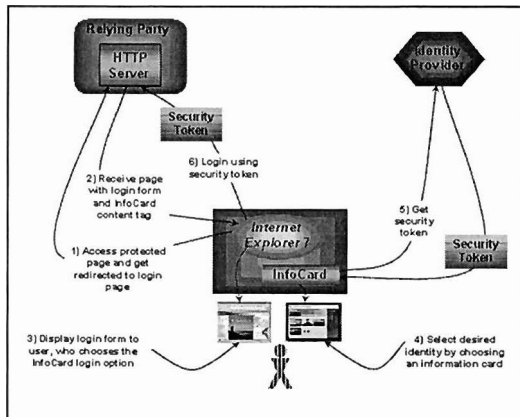 Relying Party
HTTP
Server
Identity
Provider
Security
Token
2) Receive page
with login form
and InfoCard
content tag
6) Login using
security token
1) Access protected
page and get
redirected to login
page
Internet
Explorer 7
InfoCard
5) Get
security
token
Security
Token
3) Display login form to
user, who chooses the
InfoCard login option
4) Select desired
identity by choosing
an information card